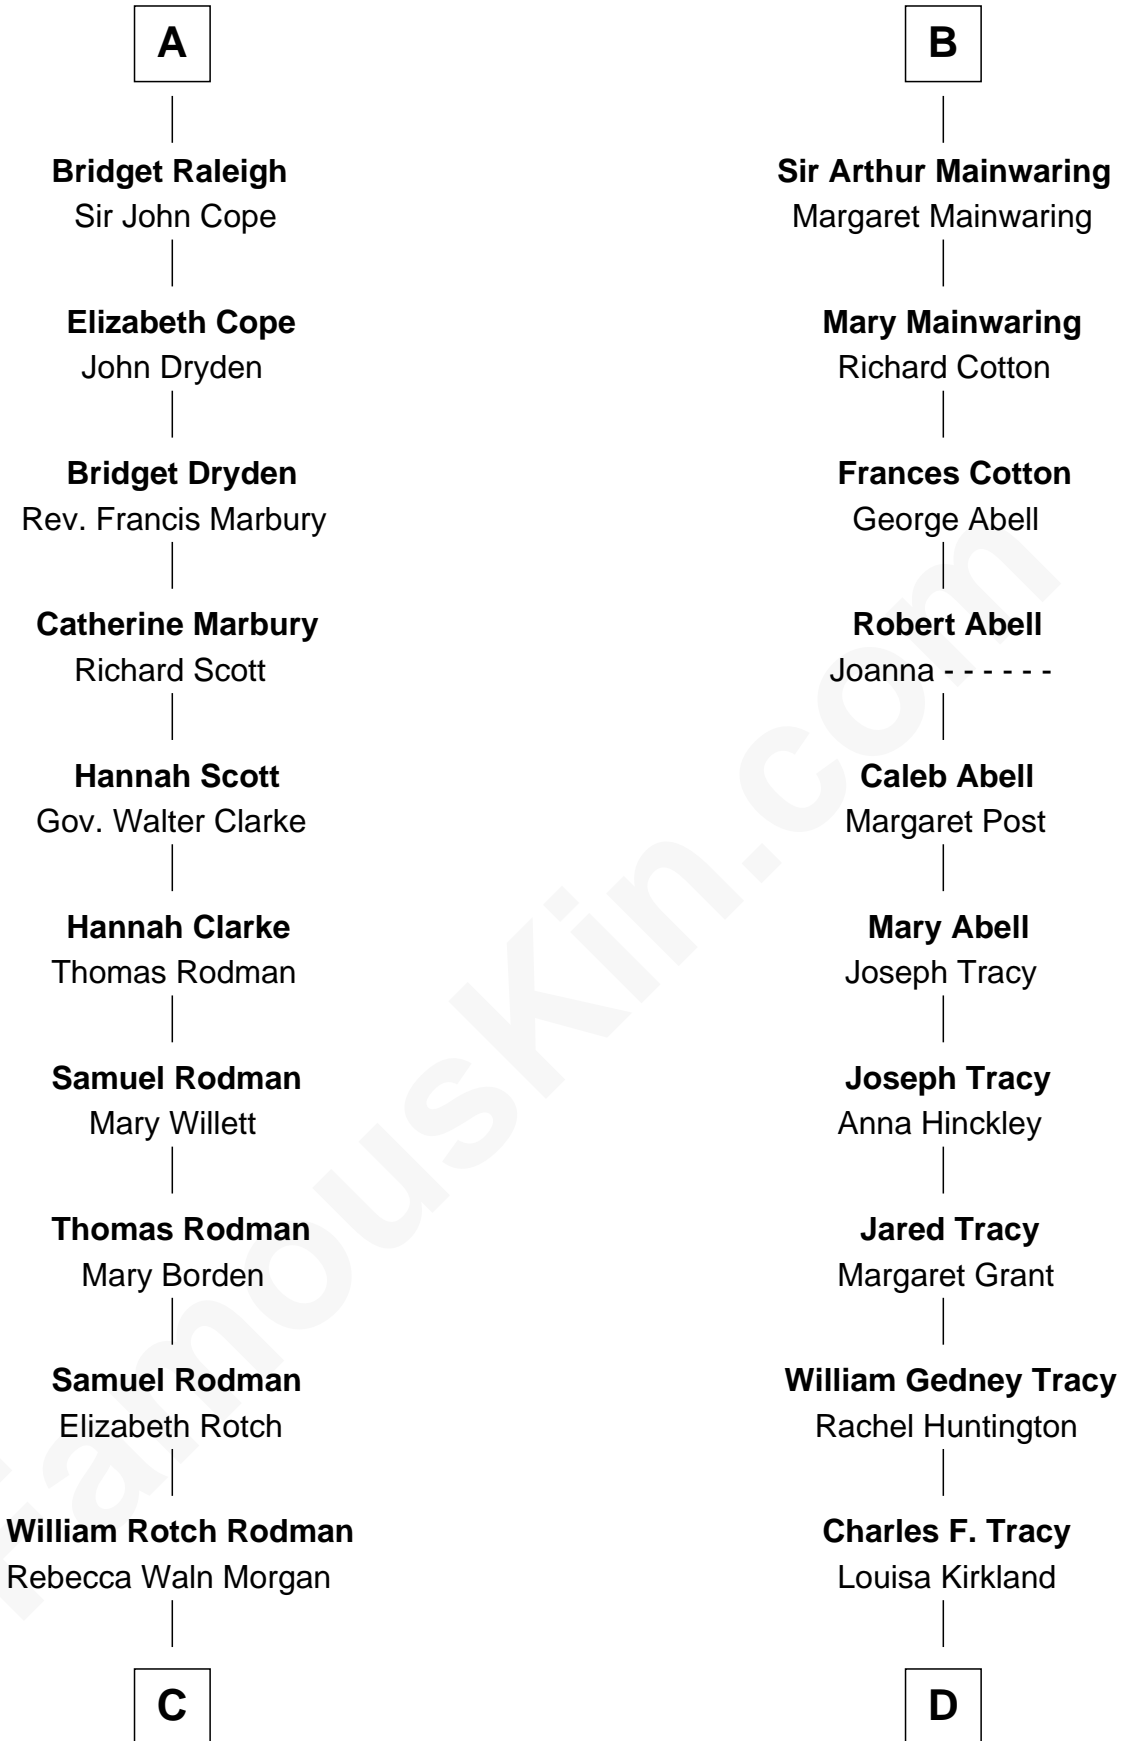 A
Bridget Raleigh
Sir John Cope
Elizabeth Cope
John Dryden
Bridget Dryden
Rev. Francis Marbury
Catherine Marbury
Richard Scott
Hannah Scott
Gov. Walter Clarke
Hannah Clarke
Thomas Rodman
Samuel Rodman
Mary Willett
Thomas Rodman
Mary Borden
Samuel Rodman
Elizabeth Rotch
William Rotch Rodman
Rebecca Waln Morgan
C
B
Sir Arthur Mainwaring
Margaret Mainwaring
Mary Mainwaring
Richard Cotton
Frances Cotton
George Abell
Robert Abell
Joanna - - - - - -
Caleb Abell
Margaret Post
Mary Abell
Joseph Tracy
Joseph Tracy
Anna Hinckley
Jared Tracy
Margaret Grant
William Gedney Tracy
Rachel Huntington
Charles F. Tracy
Louisa Kirkland
D
FamousKin.com